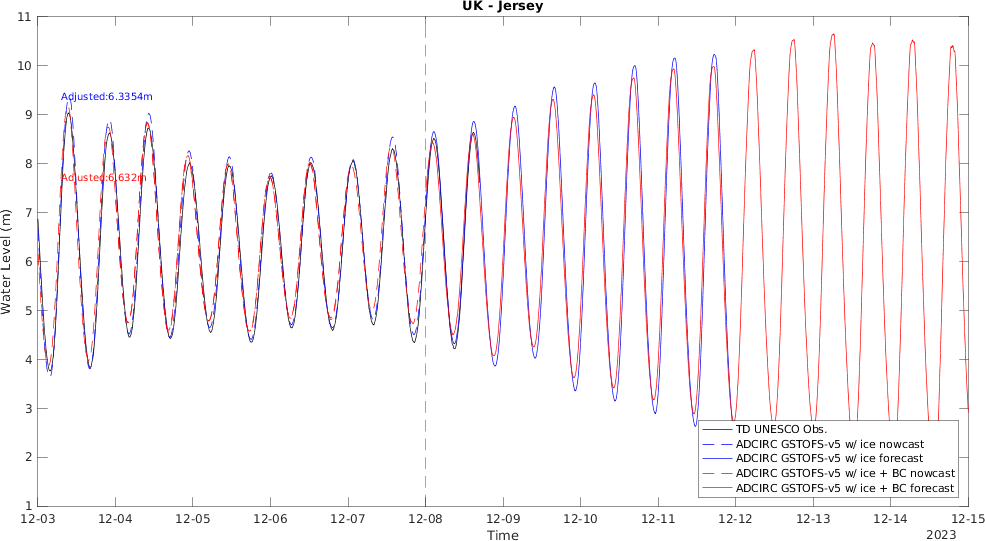 UK - Jersey
Water Level (m)
11
10
9
8
7
6
5
4
3
2
1
Adjusted:6.3354m
Adjusted:6.632m
TD UNESCO Obs.
ADCIRC GSTOFS-v5 w/ ice nowcast
ADCIRC GSTOFS-v5 w/ ice forecast
ADCIRC GSTOFS-v5 w/ ice + BC nowcast
ADCIRC GSTOFS-v5 w/ ice + BC forecast
12-03 12-04 12-05 12-06 12-07 12-08 12-09 12-10 12-11 12-12 12-13 12-14 12-15
Time
2023